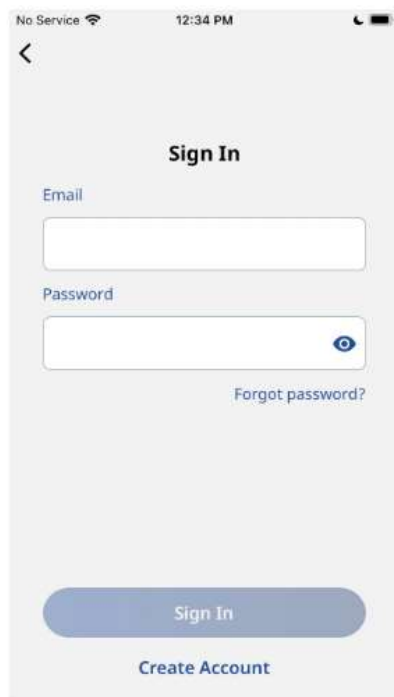 No Service 12:34 PM
Sign In
Email
Password
Forgot password?
Sign In
Create Account